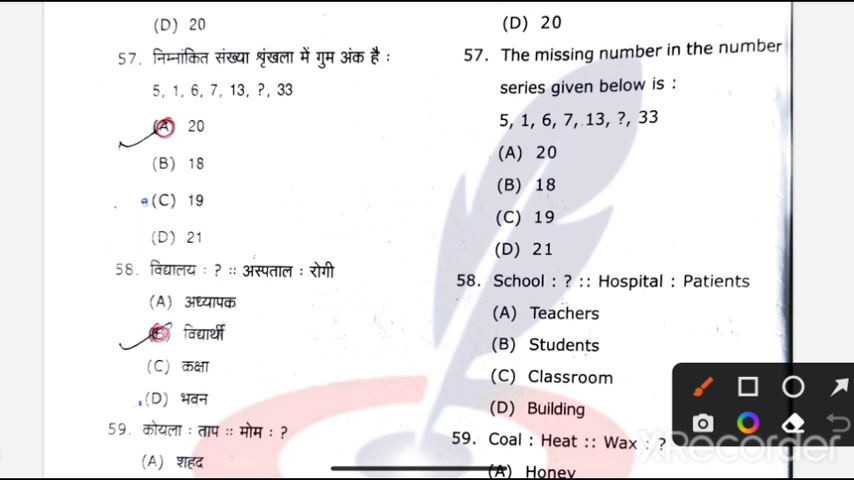 (D) 20
57. निम्नांकित संख्या श्रृंखला में गुम अंक है :
5, 1, 6, 7, 13, ?, 33
(A) 20
(B) 18
(C) 19
(D) 21
58. विद्यालय : ? :: अस्पताल : रोगी
(A) अध्यापक
(B) विद्यार्थी
(C) कक्षा
(D) भवन
59. कोयला : ताप :: मोम : ?
(A) शहद
(D) 20
57. The missing number in the number
series given below is :
5, 1, 6, 7, 13, ?, 33
(A) 20
(B) 18
(C) 19
(D) 21
58. School : ? :: Hospital : Patients
(A) Teachers
(B) Students
(C) Classroom
(D) Building
59. Coal : Heat :: Wax : ?
(A) Honey
XRecorder